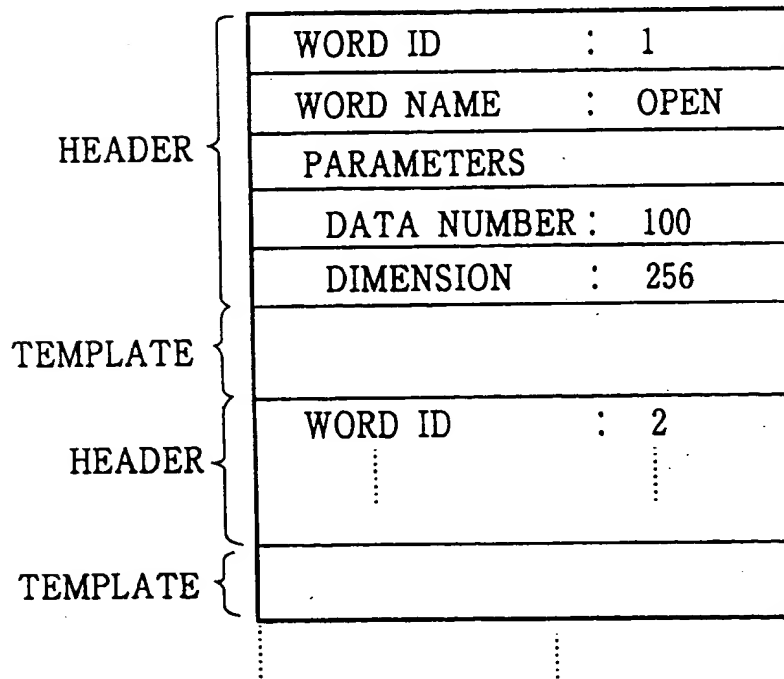 WORD ID : 1
WORD NAME : OPEN
HEADER
PARAMETERS
DATA NUMBER : 100
DIMENSION : 256
TEMPLATE
WORD ID : 2
HEADER
TEMPLATE